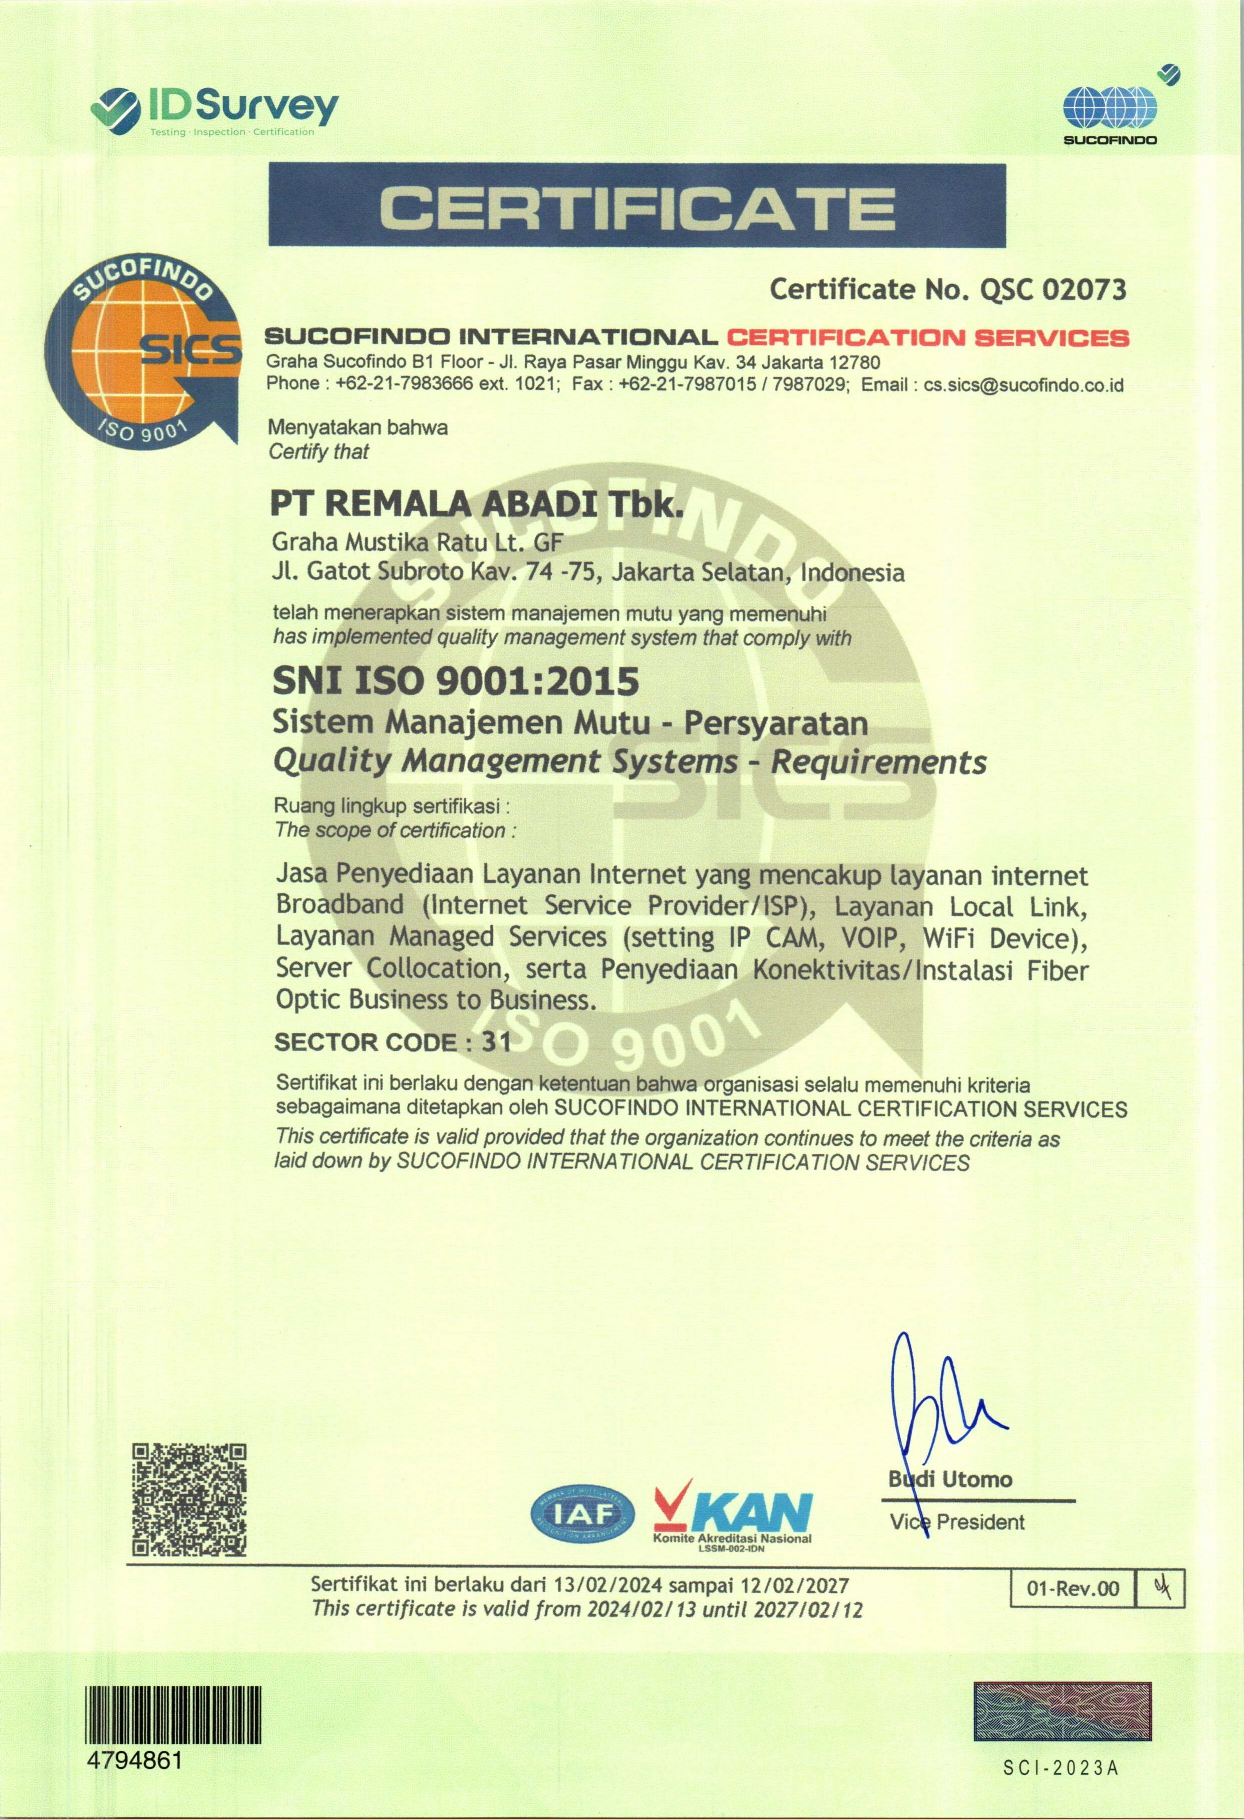 IDSurvey
Testing · Inspection · Certification
SUCOFINDO
CERTIFICATE
Certificate No. QSC 02073
SUCOFINDO
SICS
ISO 9001
SUCOFINDO INTERNATIONAL CERTIFICATION SERVICES
Graha Sucofindo B1 Floor - Jl. Raya Pasar Minggu Kav. 34 Jakarta 12780
Phone : +62-21-7983666 ext. 1021; Fax : +62-21-7987015 / 7987029; Email : cs.sics@sucofindo.co.id
Menyatakan bahwa
Certify that
PT REMALA ABADI Tbk.
Graha Mustika Ratu Lt. GF
Jl. Gatot Subroto Kav. 74 -75, Jakarta Selatan, Indonesia
telah menerapkan sistem manajemen mutu yang memenuhi
has implemented quality management system that comply with
SNI ISO 9001:2015
Sistem Manajemen Mutu - Persyaratan
Quality Management Systems - Requirements
Ruang lingkup sertifikasi :
The scope of certification :
Jasa Penyediaan Layanan Internet yang mencakup layanan internet
Broadband (Internet Service Provider/ISP), Layanan Local Link,
Layanan Managed Services (setting IP CAM, VOIP, WiFi Device),
Server Collocation, serta Penyediaan Konektivitas/Instalasi Fiber
Optic Business to Business.
SECTOR CODE : 31
SUCOFINDO
SICS
ISO 9001
Sertifikat ini berlaku dengan ketentuan bahwa organisasi selalu memenuhi kriteria
sebagaimana ditetapkan oleh SUCOFINDO INTERNATIONAL CERTIFICATION SERVICES
This certificate is valid provided that the organization continues to meet the criteria as
laid down by SUCOFINDO INTERNATIONAL CERTIFICATION SERVICES
Budi Utomo
Vice President
IAF
KAN
Komite Akreditasi Nasional
LSSM-002-IDN
Sertifikat ini berlaku dari 13/02/2024 sampai 12/02/2027
This certificate is valid from 2024/02/13 until 2027/02/12
01-Rev.00
4794861
SCI-2023A